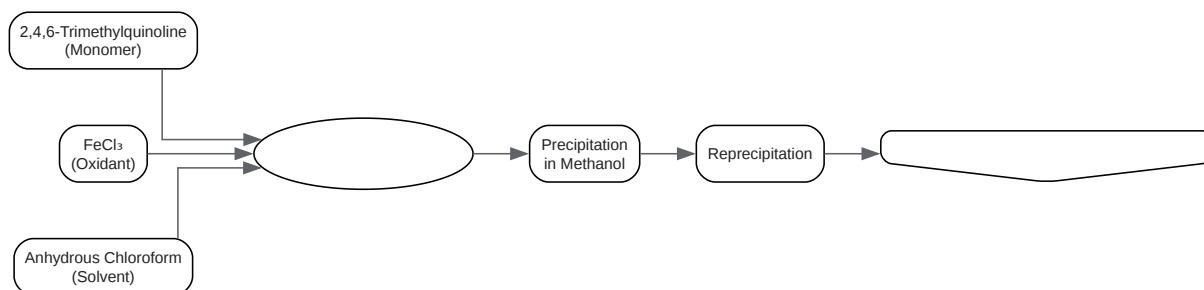 2,4,6-Trimethylquinoline
(Monomer)
FeCl₃
(Oxidant)
Anhydrous Chloroform
(Solvent)
Precipitation
in Methanol
Reprecipitation